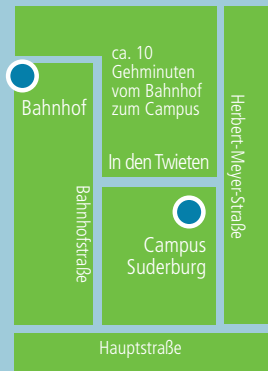 ca. 10
Gehminuten
vom Bahnhof
zum Campus
Bahnhof
In den Twieten
Herbert-Meyer-Straße
Bahnhofstraße
Campus
Suderburg
Hauptstraße